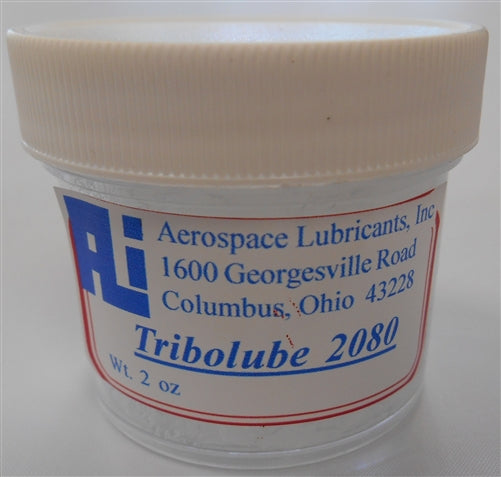 ALi
Aerospace Lubricants, Inc
1600 Georgesville Road
Columbus, Ohio 43228
Tribolube 2080
Wt. 2 oz